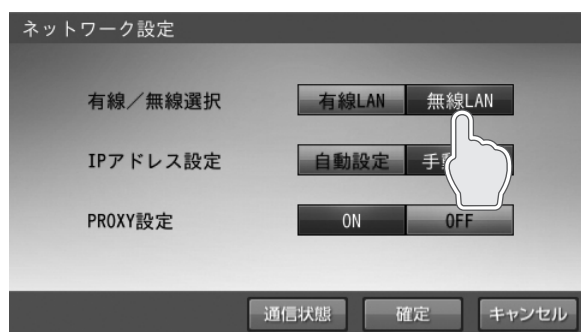 ネットワーク設定
有線／無線選択 有線LAN 無線LAN
IPアドレス設定 自動設定
PROXY設定 ON OFF
通信状態 確定 キャンセル